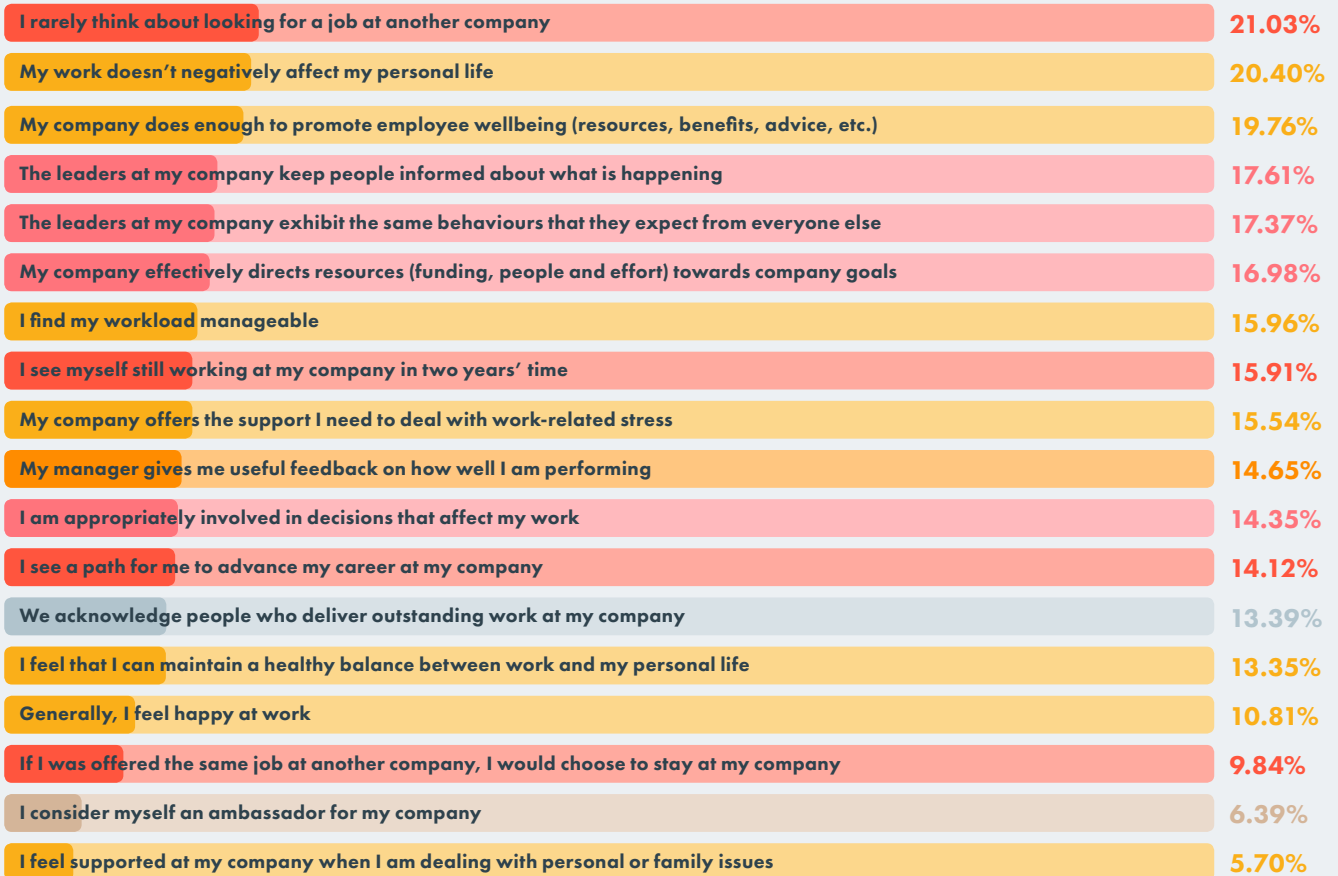 I rarely think about looking for a job at another company 21.03%
My work doesn’t negatively affect my personal life 20.40%
My company does enough to promote employee wellbeing (resources, benefits, advice, etc.) 19.76%
The leaders at my company keep people informed about what is happening 17.61%
The leaders at my company exhibit the same behaviours that they expect from everyone else 17.37%
My company effectively directs resources (funding, people and effort) towards company goals 16.98%
I find my workload manageable 15.96%
I see myself still working at my company in two years’ time 15.91%
My company offers the support I need to deal with work-related stress 15.54%
My manager gives me useful feedback on how well I am performing 14.65%
I am appropriately involved in decisions that affect my work 14.35%
I see a path for me to advance my career at my company 14.12%
We acknowledge people who deliver outstanding work at my company 13.39%
I feel that I can maintain a healthy balance between work and my personal life 13.35%
Generally, I feel happy at work 10.81%
If I was offered the same job at another company, I would choose to stay at my company 9.84%
I consider myself an ambassador for my company 6.39%
I feel supported at my company when I am dealing with personal or family issues 5.70%